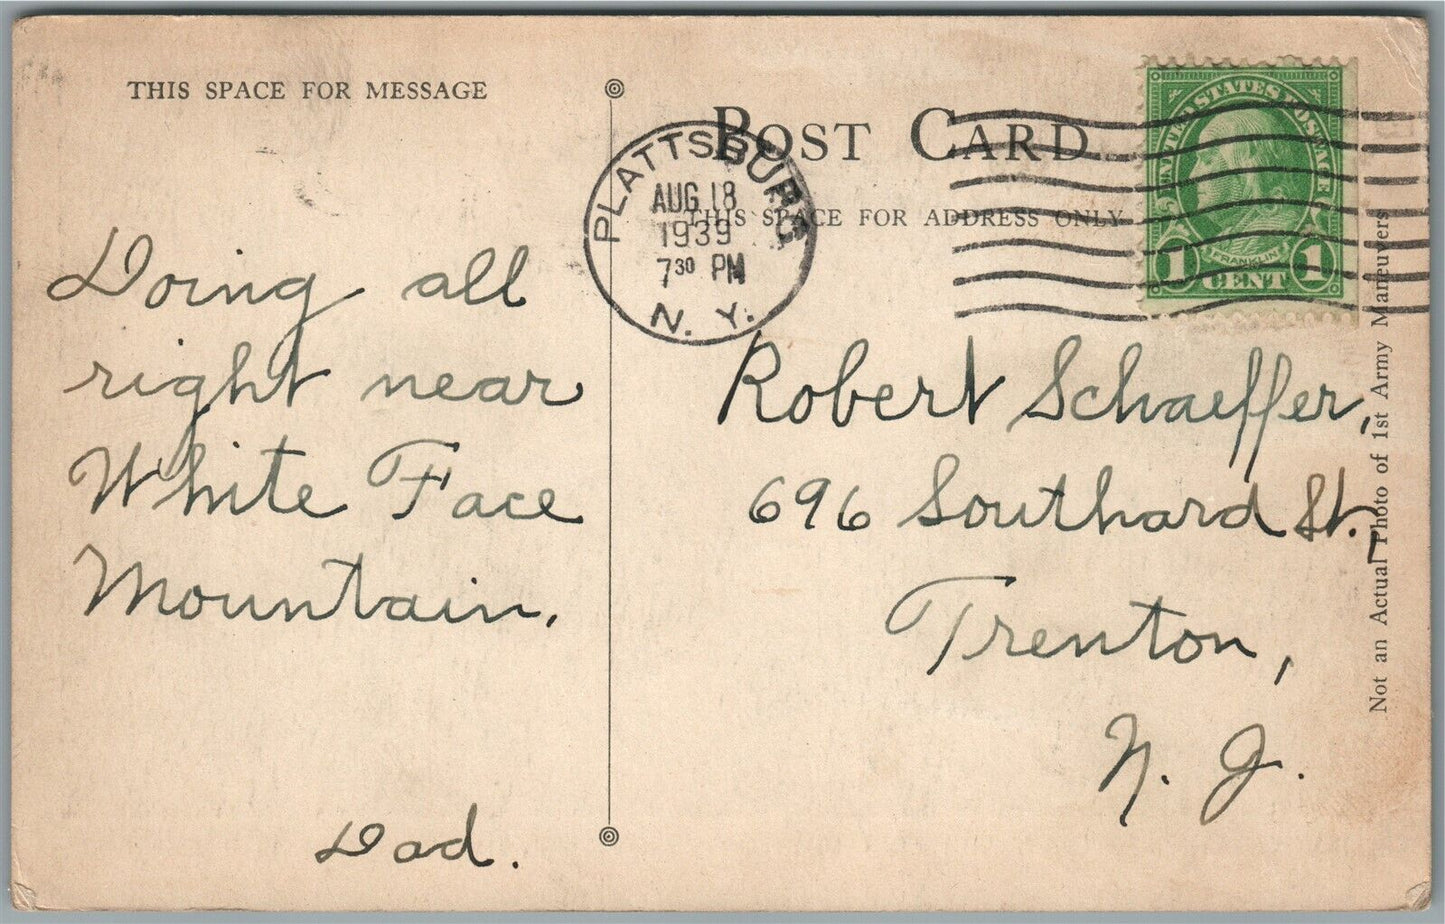 THIS SPACE FOR MESSAGE
Doing all
right near
White Face
Mountain.
Dad.
POST CARD
THIS SPACE FOR ADDRESS ONLY
PLATTSBURG
AUG 18
1939
7 30 PM
N. Y.
UNITED STATES POSTAGE
FRANKLIN
1 CENT 1
Robert Schaeffer,
696 Southard St.,
Trenton,
N. J.
Not an Actual Photo of 1st Army Maneuvers